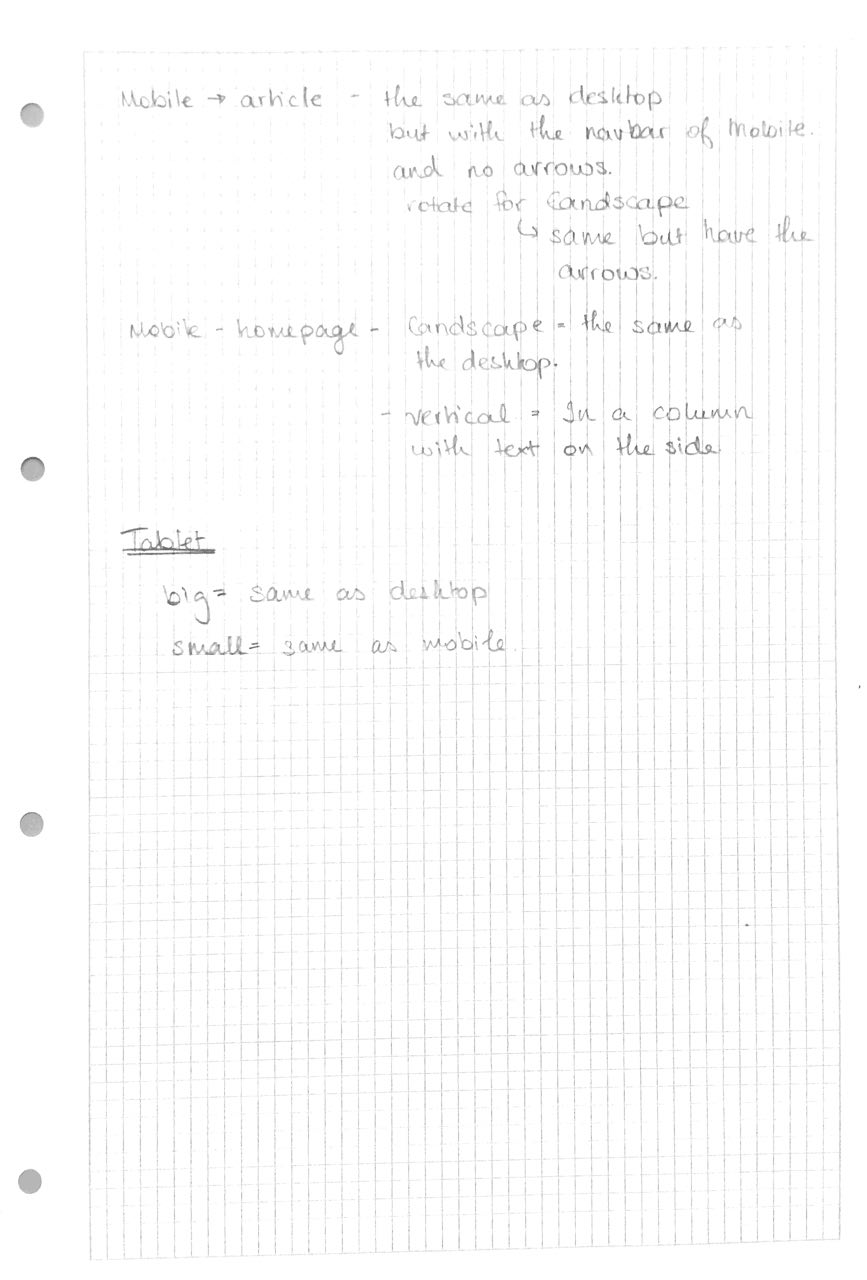 Mobile → article - the same as desktop
but with the navbar of mobile.
and no arrows.
rotate for landscape
↳ same but have the
arrows.
Mobile - homepage - landscape = the same as
the desktop.
- vertical = In a column
with text on the side
Tablet
big = same as desktop
small = same as mobile